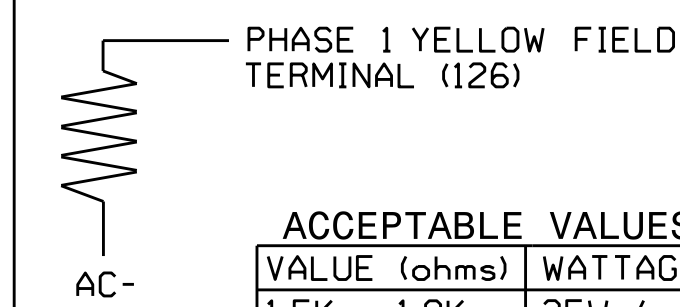 PHASE 1 YELLOW FIELD
TERMINAL (126)
ACCEPTABLE VALUES
VALUE (ohms) WATTAG
AC-